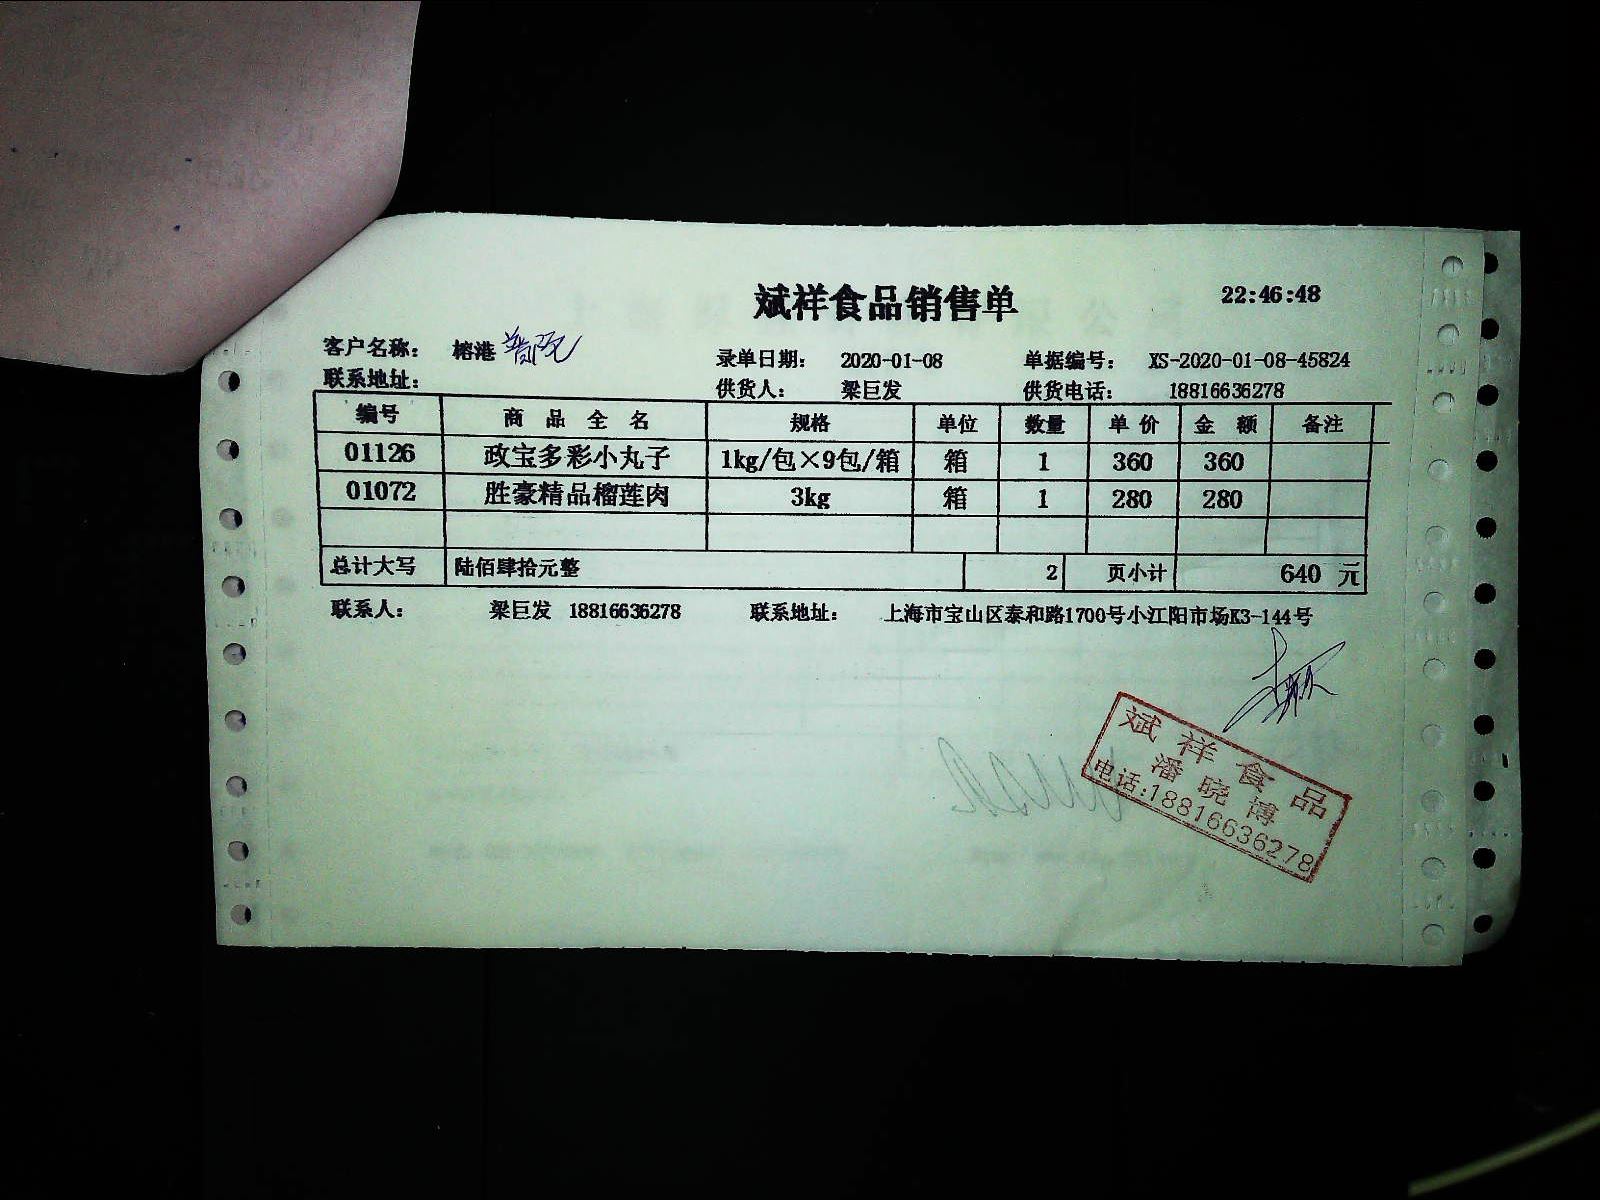 斌祥食品销售单 22:46:48
客户名称： 榕港 录单日期： 2020-01-08 单据编号： XS-2020-01-08-45824
联系地址： 供货人： 梁巨发 供货电话： 18816636278
编号 商品全名 规格 单位 数量 单价 金额 备注
01126 政宝多彩小丸子 1kg/包×9包/箱 箱 1 360 360
01072 胜豪精品榴莲肉 3kg 箱 1 280 280
总计大写 陆佰肆拾元整 2 页小计 640 元
联系人： 梁巨发 18816636278 联系地址： 上海市宝山区泰和路1700号小江阳市场K3-144号
斌祥食品
潘晓博
电话:18816636278